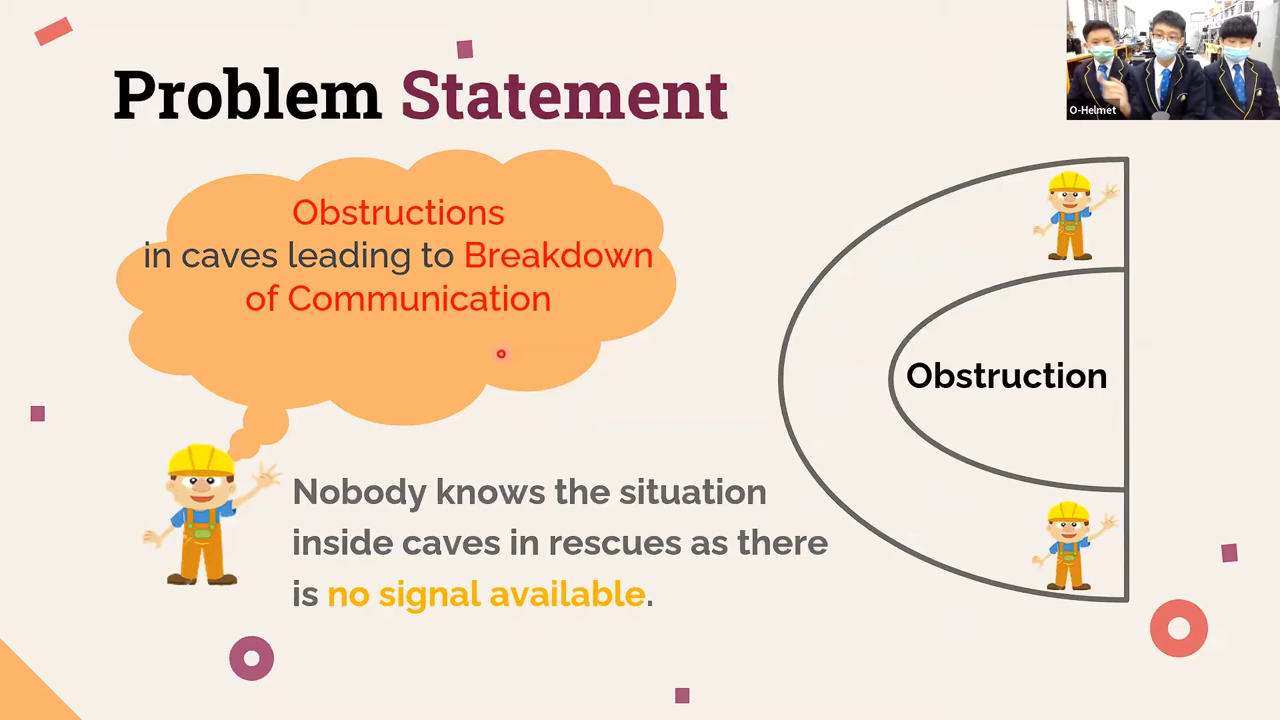 Problem Statement
O-Helmet
Obstructions
in caves leading to Breakdown
of Communication
Obstruction
Nobody knows the situation
inside caves in rescues as there
is no signal available.